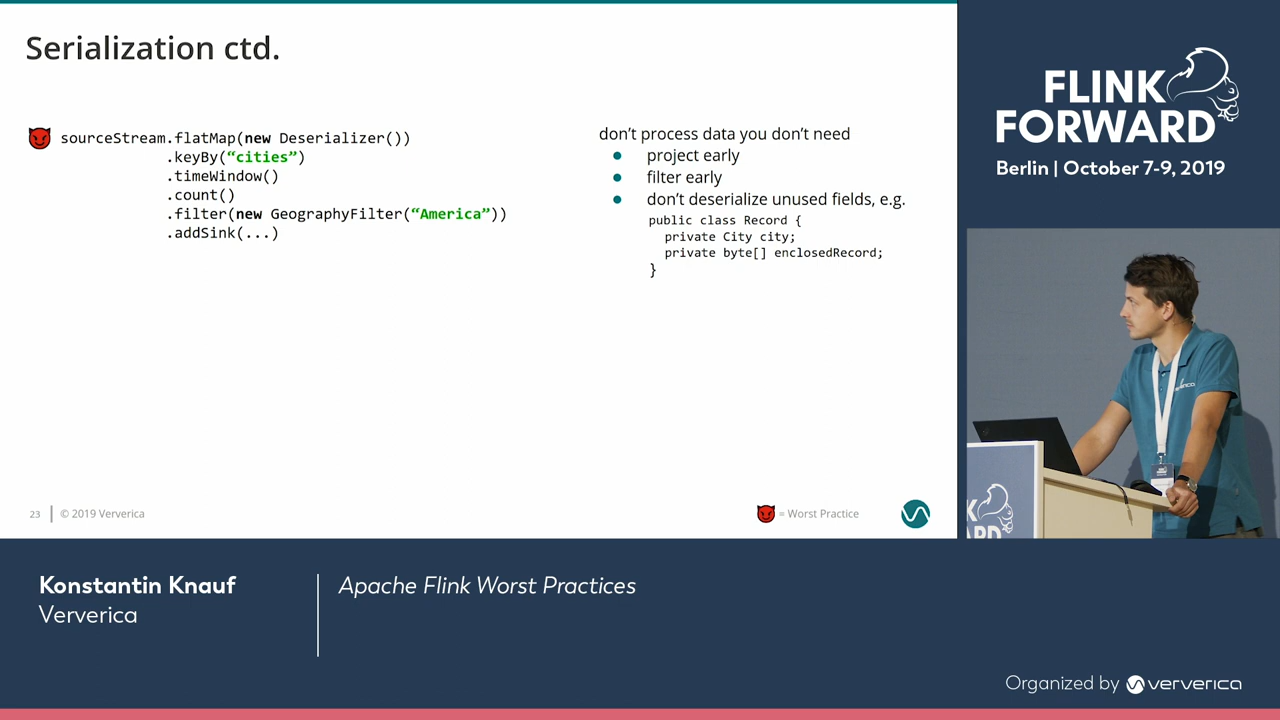 Serialization ctd.
sourceStream.flatMap(new Deserializer())
.keyBy(“cities”)
.timeWindow()
.count()
.filter(new GeographyFilter(“America”))
.addSink(...)
don’t process data you don’t need
● project early
● filter early
● don’t deserialize unused fields, e.g.
public class Record {
private City city;
private byte[] enclosedRecord;
}
23 | © 2019 Ververica
= Worst Practice
FLINK
FORWARD
Berlin | October 7-9, 2019
Konstantin Knauf
Ververica
Apache Flink Worst Practices
Organized by ververica